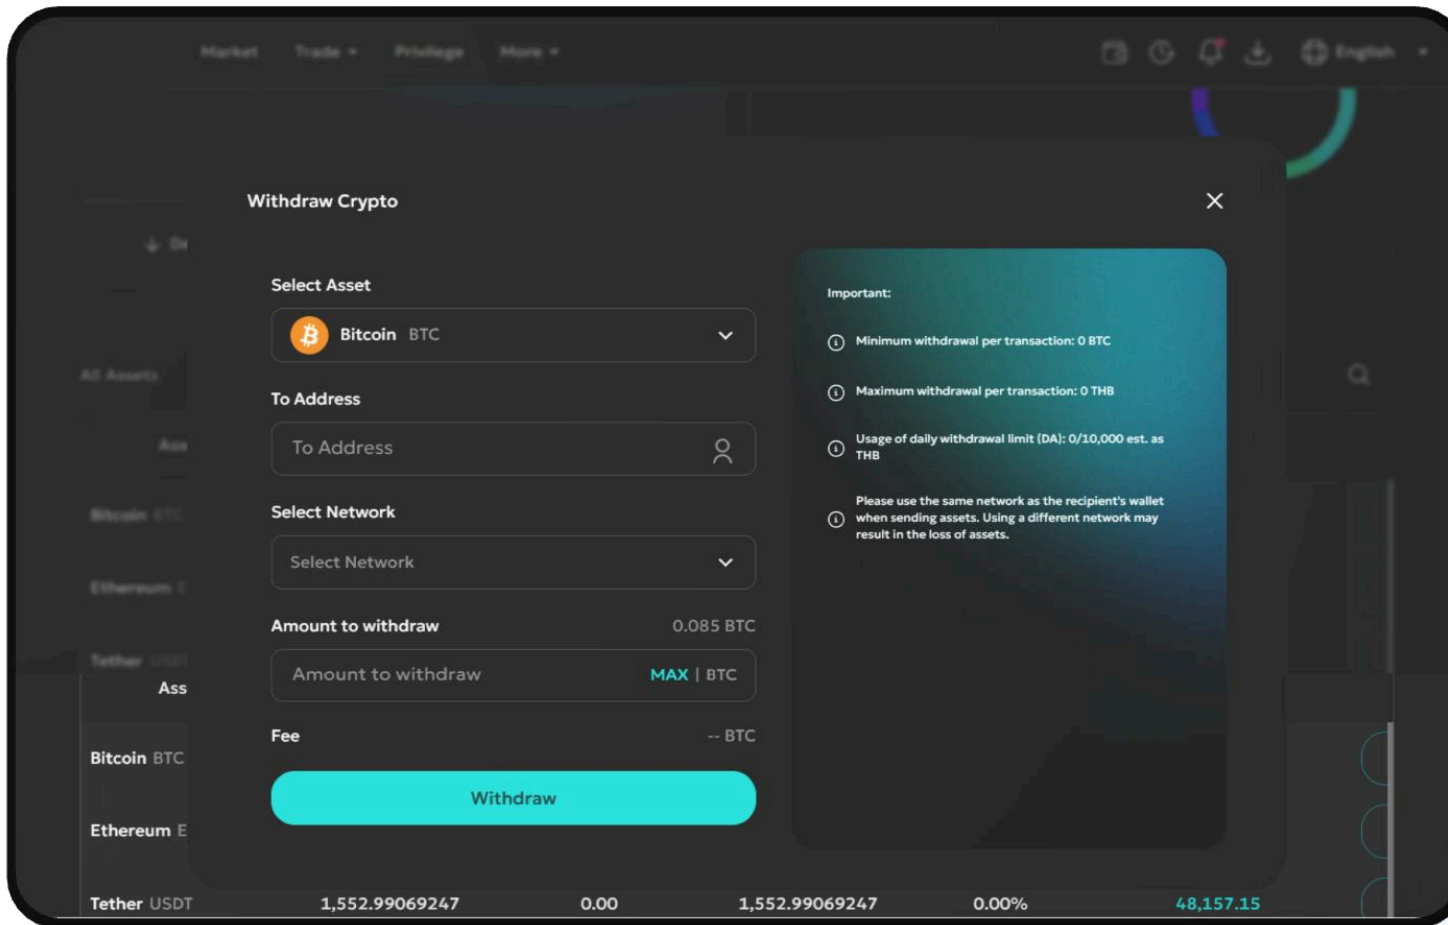 Market Trade Privilege More English
Withdraw Crypto
De
Select Asset
Important:
Bitcoin BTC
Minimum withdrawal per transaction: 0 BTC
All Assets
Maximum withdrawal per transaction: 0 THB
To Address
To Address
Usage of daily withdrawal limit (DA): 0/10,000 est. as
THB
Ass
Please use the same network as the recipient's wallet
when sending assets. Using a different network may
result in the loss of assets.
Select Network
Bitcoin BTC
Select Network
Ethereum E
Amount to withdraw 0.085 BTC
Tether USDT
Amount to withdraw MAX | BTC
Ass
Fee -- BTC
Bitcoin BTC
Withdraw
Ethereum E
Tether USDT 1,552.99069247 0.00 1,552.99069247 0.00% 48,157.15